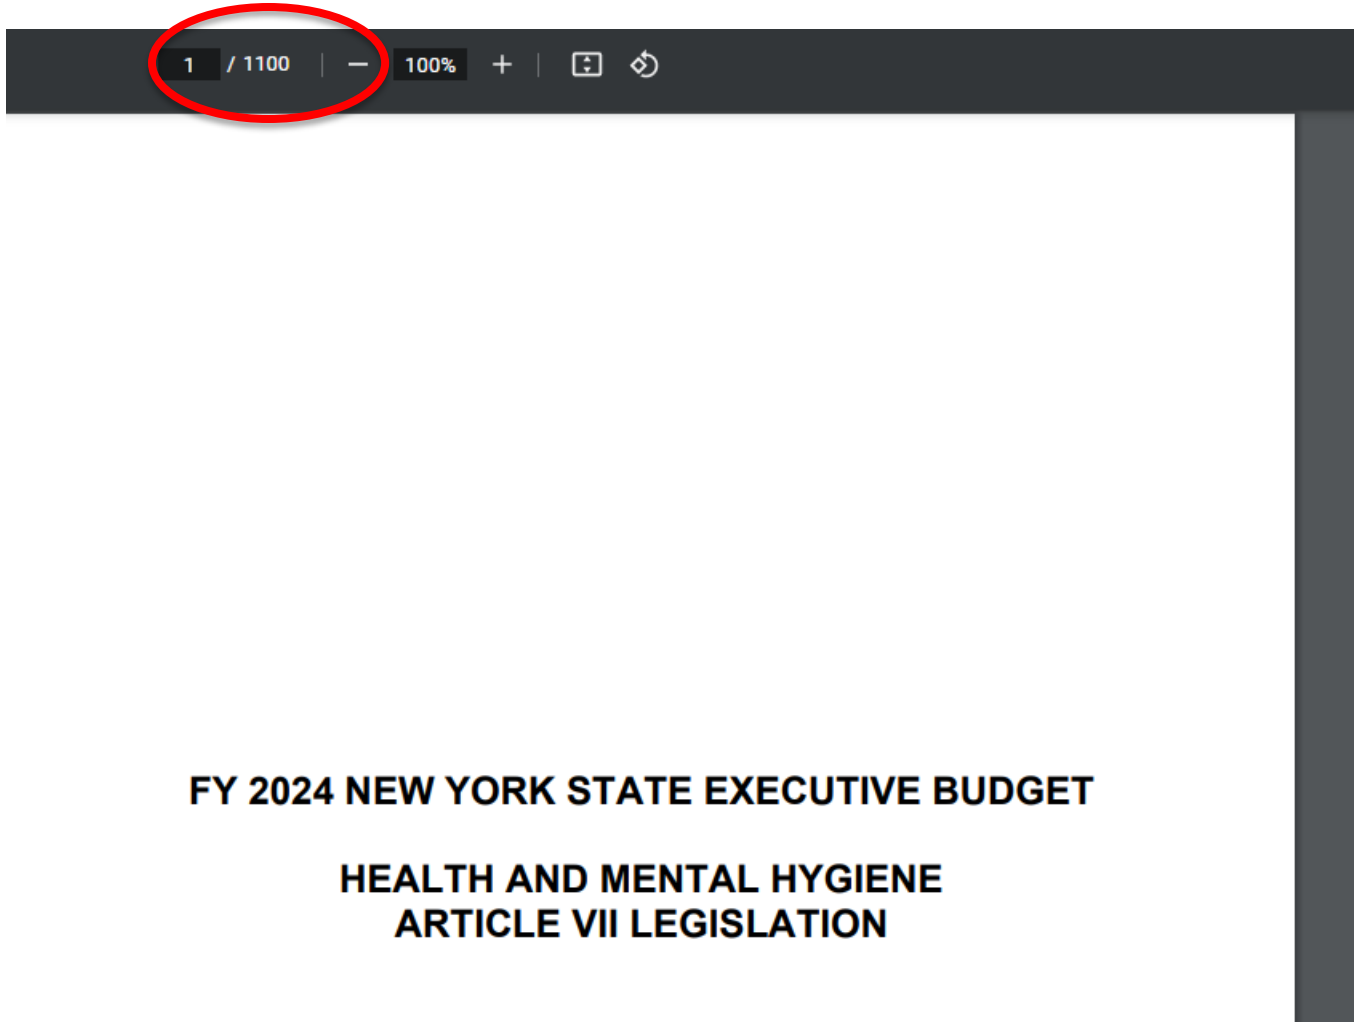 1 / 1100 | — 100% + |
FY 2024 NEW YORK STATE EXECUTIVE BUDGET
HEALTH AND MENTAL HYGIENE
ARTICLE VII LEGISLATION